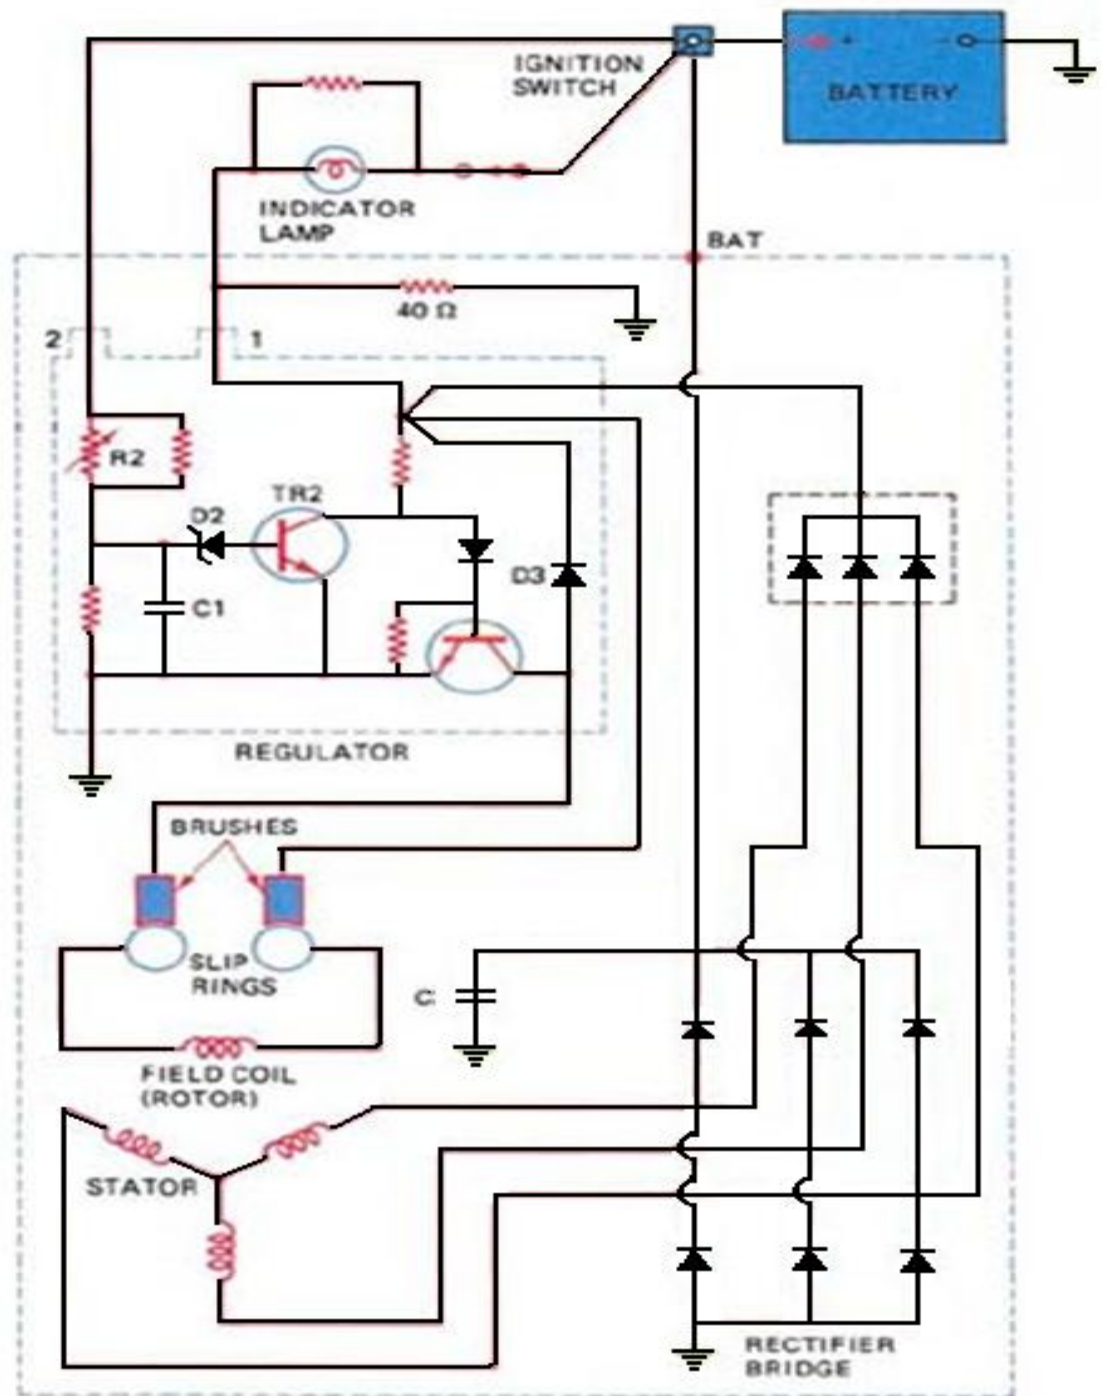 IGNITION
SWITCH
BATTERY
INDICATOR
LAMP
BAT
40 Ω
2
1
R2
TR2
D2
D3
C1
REGULATOR
BRUSHES
SLIP
RINGS
C
FIELD COIL
(ROTOR)
STATOR
RECTIFIER
BRIDGE